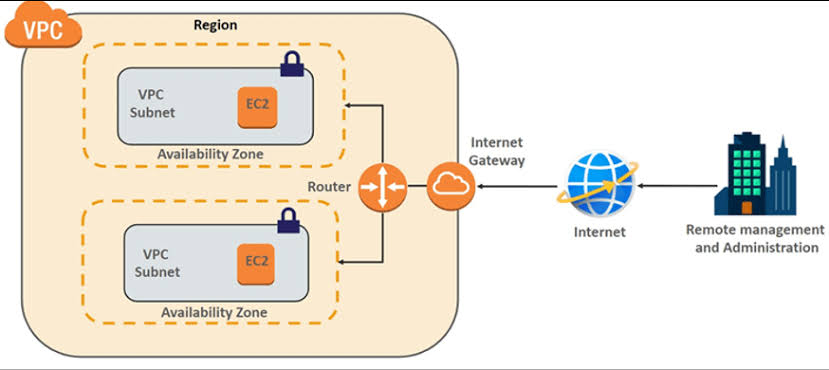 VPC
Region
VPC
Subnet
EC2
Availability Zone
Router
Internet
Gateway
VPC
Subnet
EC2
Availability Zone
Internet
Remote management
and Administration